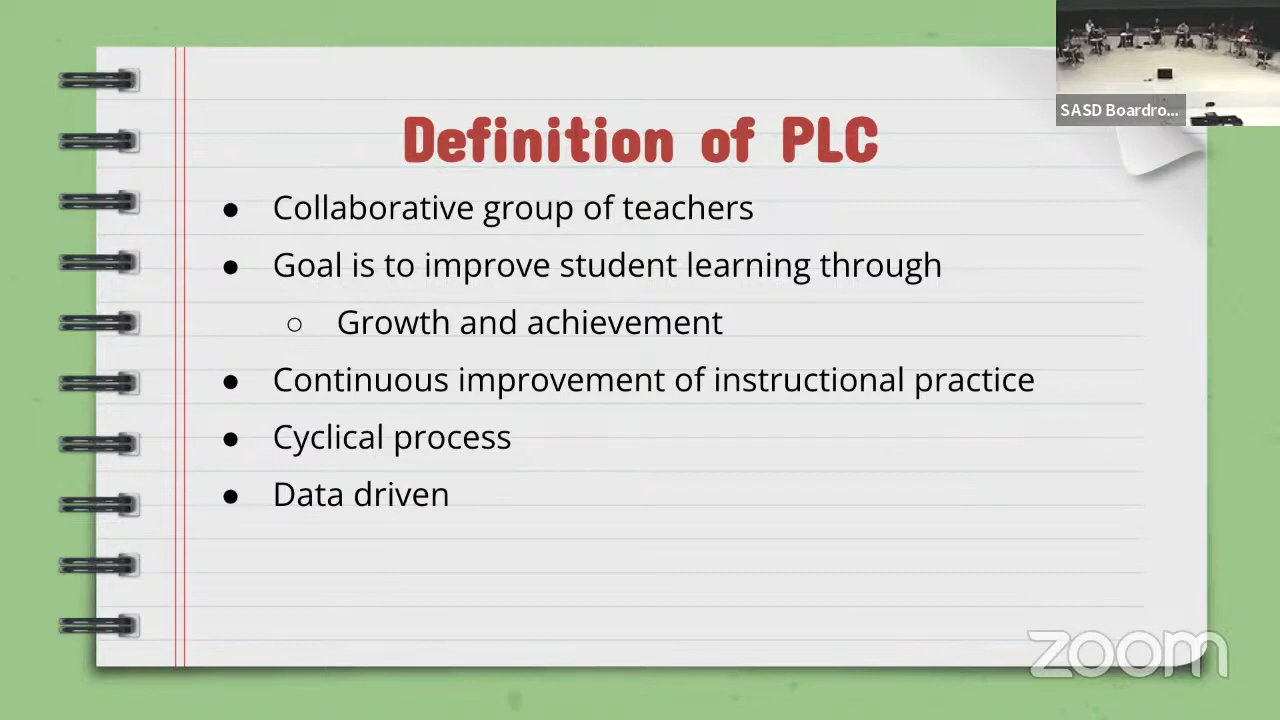 SASD Boardro...
Definition of PLC
● Collaborative group of teachers
● Goal is to improve student learning through
○ Growth and achievement
● Continuous improvement of instructional practice
● Cyclical process
● Data driven
zoom